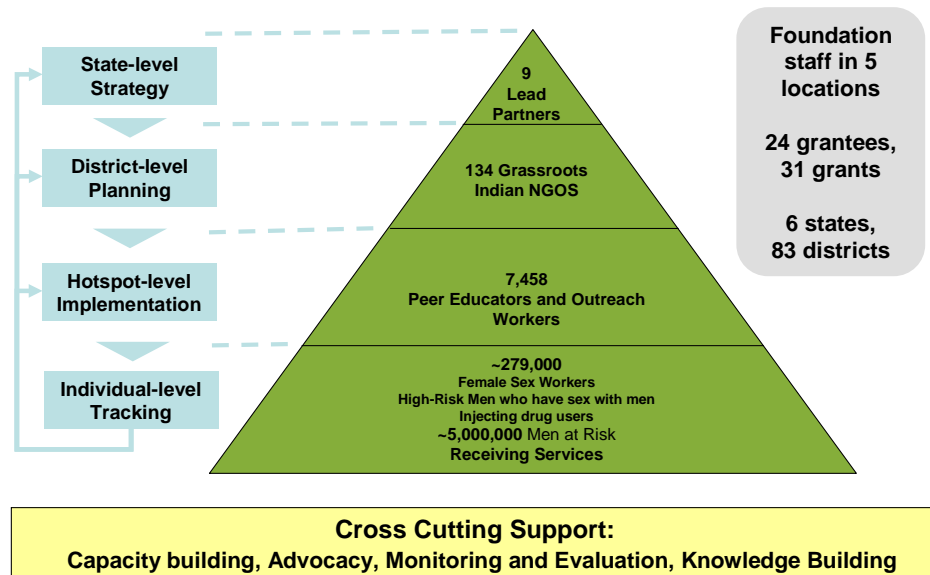 State-level
Strategy
District-level
Planning
Hotspot-level
Implementation
Individual-level
Tracking
9
Lead
Partners
134 Grassroots
Indian NGOS
7,458
Peer Educators and Outreach
Workers
~279,000
Female Sex Workers
High-Risk Men who have sex with men
Injecting drug users
~5,000,000 Men at Risk
Receiving Services
Foundation
staff in 5
locations
24 grantees,
31 grants
6 states,
83 districts
Cross Cutting Support:
Capacity building, Advocacy, Monitoring and Evaluation, Knowledge Building